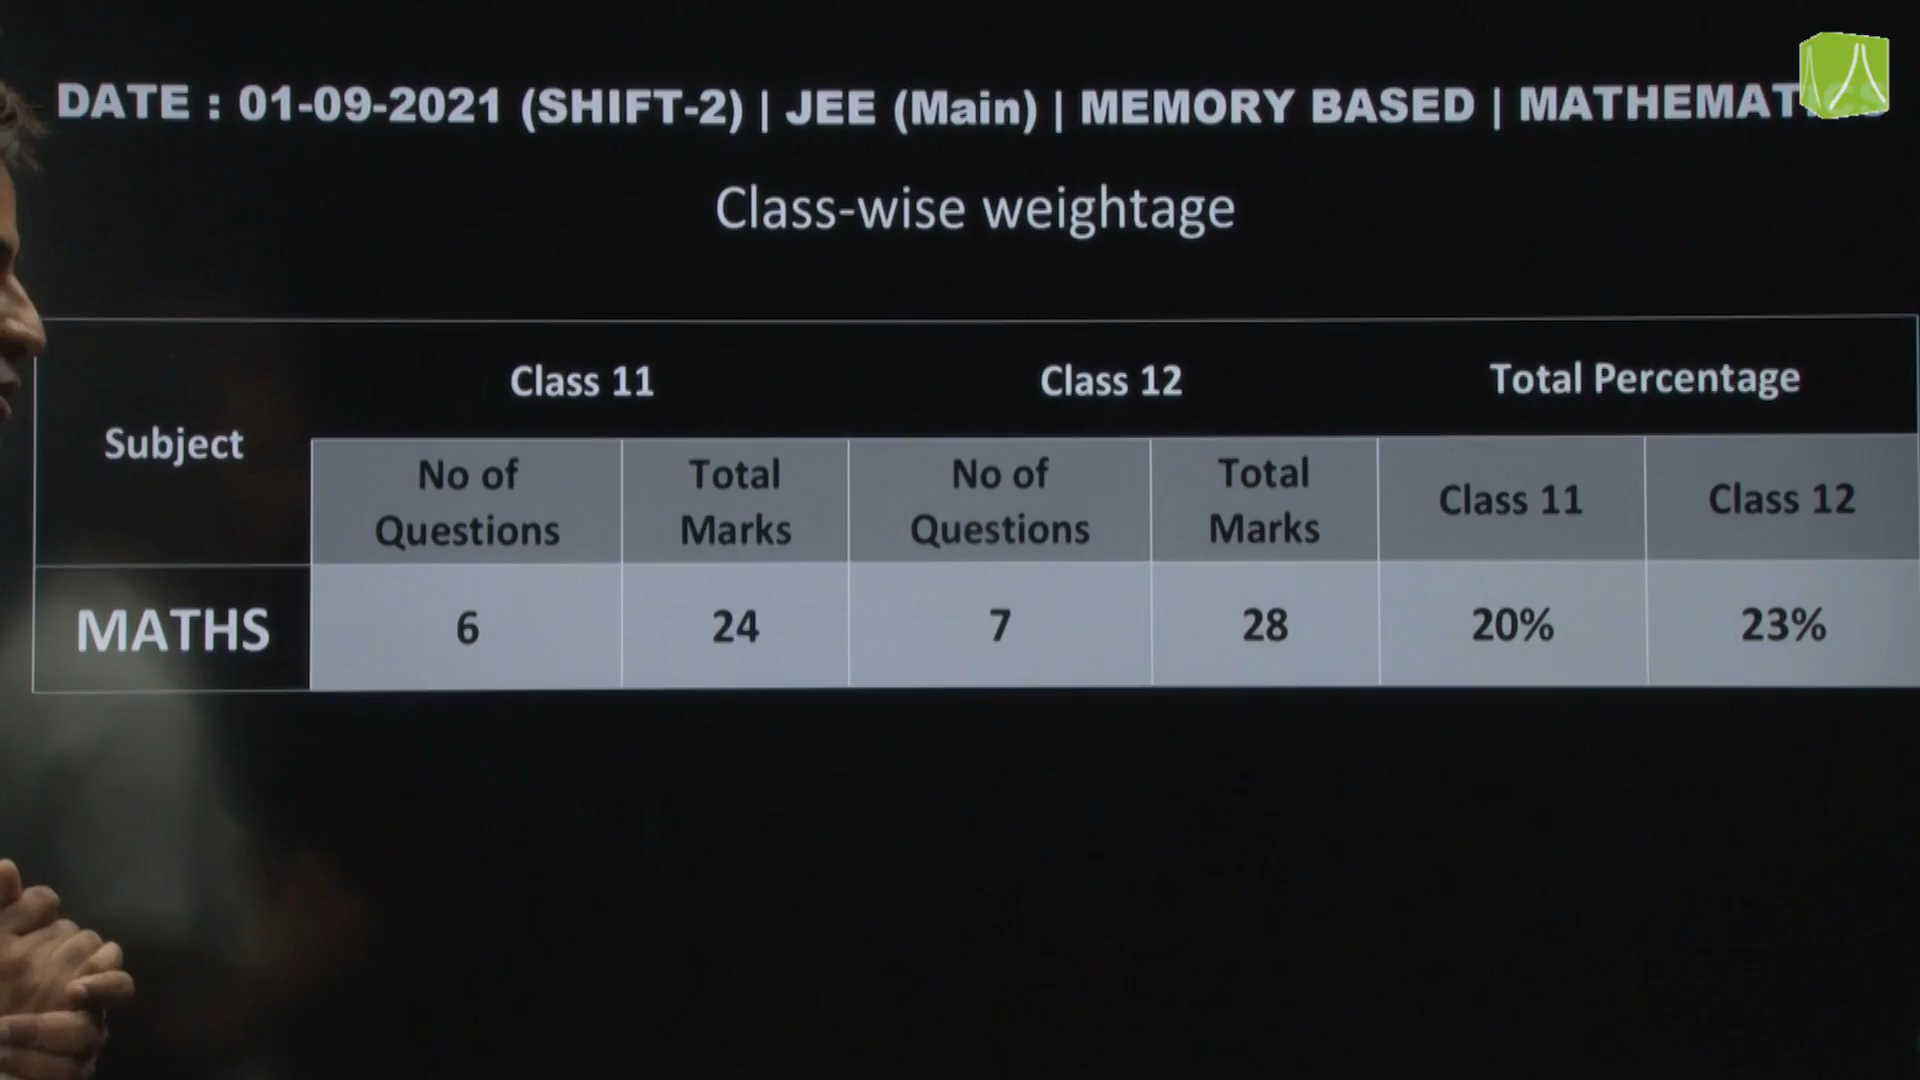 DATE : 01-09-2021 (SHIFT-2) | JEE (Main) | MEMORY BASED |
Class-wise weightage
Subject Class 11 Class 12 Total Percentage
No of Questions Total Marks No of Questions Total Marks Class 11 Class 12
MATHS 6 24 7 28 20% 23%